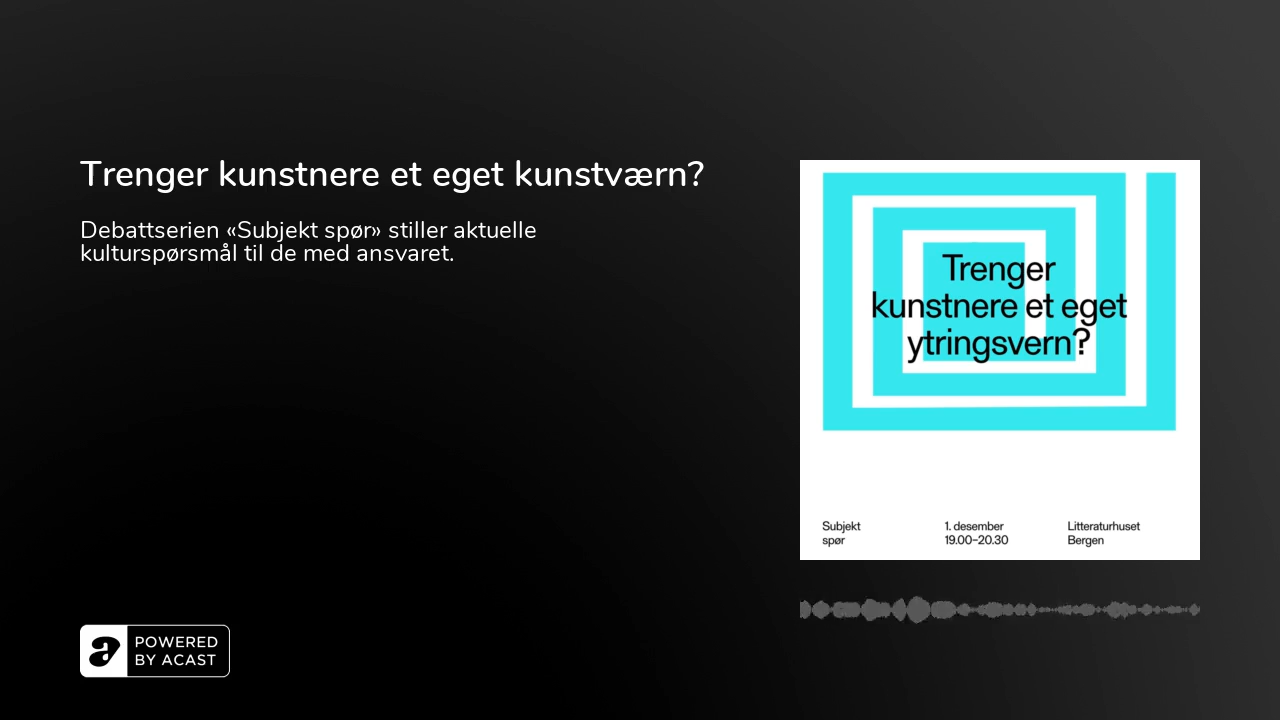 Trenger kunstnere et eget kunstværn?
Debattserien «Subjekt spør» stiller aktuelle
kulturspørsmål til de med ansvaret.
Trenger
kunstnere et eget
ytringsvern?
Subjekt
spør
1. desember
19.00–20.30
Litteraturhuset
Bergen
POWERED
BY ACAST